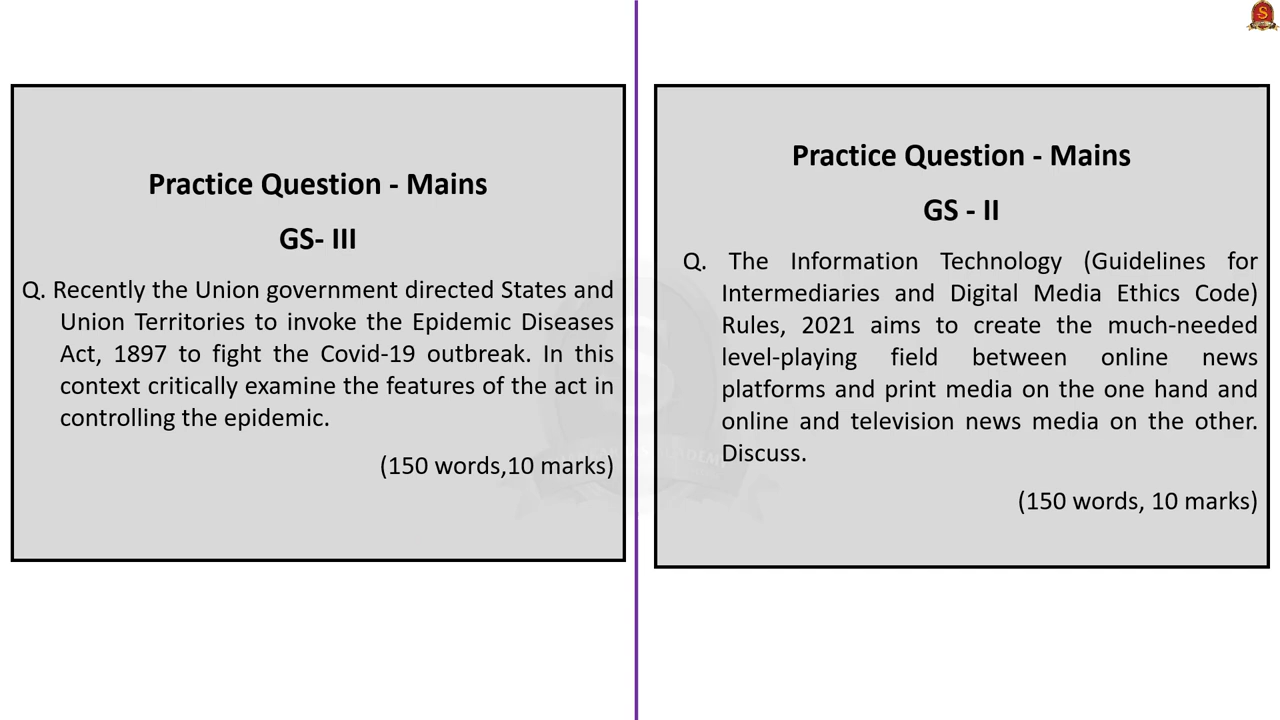 Practice Question - Mains
GS- III
Q. Recently the Union government directed States and
Union Territories to invoke the Epidemic Diseases
Act, 1897 to fight the Covid-19 outbreak. In this
context critically examine the features of the act in
controlling the epidemic.
(150 words,10 marks)
Practice Question - Mains
GS - II
Q. The Information Technology (Guidelines for
Intermediaries and Digital Media Ethics Code)
Rules, 2021 aims to create the much-needed
level-playing field between online news
platforms and print media on the one hand and
online and television news media on the other.
Discuss.
(150 words, 10 marks)